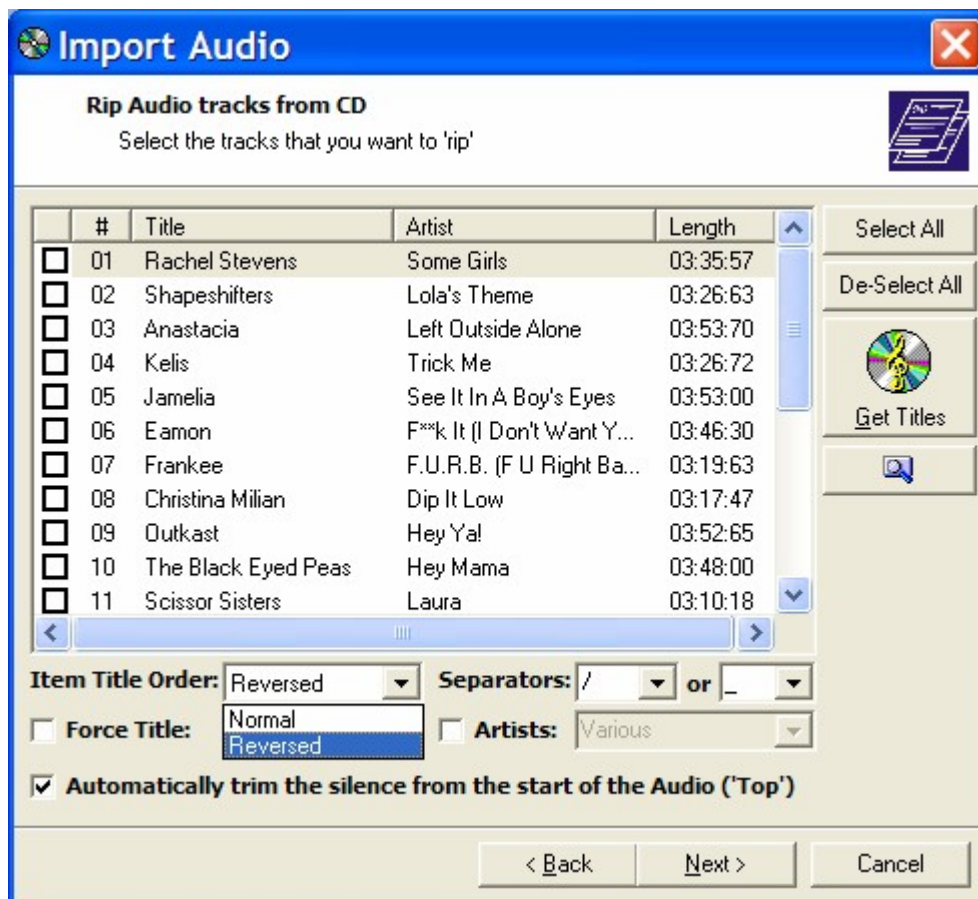 Import Audio
Rip Audio tracks from CD
Select the tracks that you want to 'rip'
# Title Artist Length
01 Rachel Stevens Some Girls 03:35:57
02 Shapeshifters Lola's Theme 03:26:63
03 Anastacia Left Outside Alone 03:53:70
04 Kelis Trick Me 03:26:72
05 Jamelia See It In A Boy's Eyes 03:53:00
06 Eamon F**k It (I Don't Want Y...  03:46:30
07 Frankee F.U.R.B. (F U Right Ba... 03:19:63
08 Christina Milian Dip It Low 03:17:47
09 Outkast Hey Ya! 03:52:65
10 The Black Eyed Peas Hey Mama 03:48:00
11 Scissor Sisters Laura 03:10:18
Select All
De-Select All
Get Titles
Item Title Order: Reversed Separators: / or _
Normal
Reversed
Force Title: Artists: Various
Automatically trim the silence from the start of the Audio ('Top')
< Back Next > Cancel